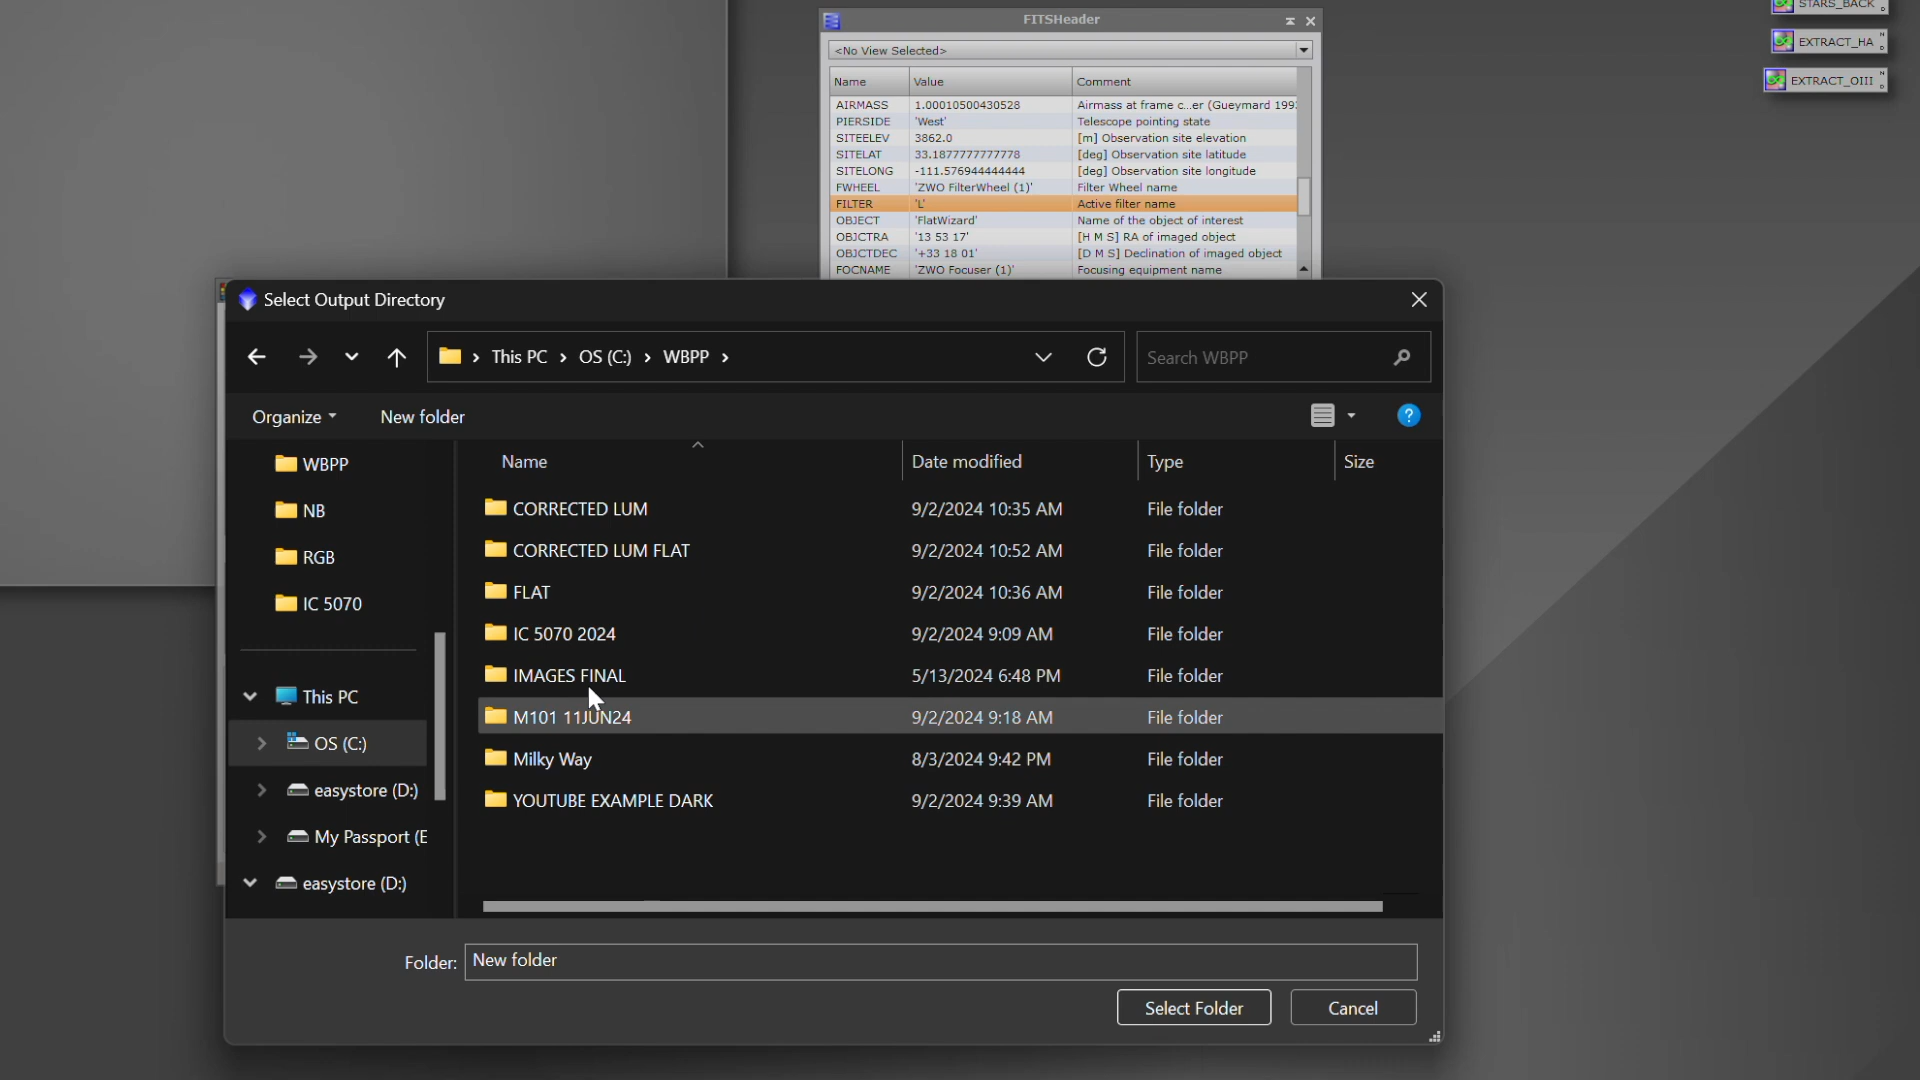 STARS_BACK
FITSHeader
<No View Selected>
EXTRACT_HA
EXTRACT_OIII
Name Value Comment
AIRMASS 1.00010500430528 Airmass at frame c...er (Gueymard 199
PIERSIDE 'West' Telescope pointing state
SITEELEV 3862.0 [m] Observation site elevation
SITELAT 33.1877777777778 [deg] Observation site latitude
SITELONG -111.576944444444 [deg] Observation site longitude
FWHEEL 'ZWO FilterWheel (1)' Filter Wheel name
FILTER 'L' Active filter name
OBJECT 'FlatWizard' Name of the object of interest
OBJCTRA '13 53 17' [H M S] RA of imaged object
OBJCTDEC '+33 18 01' [D M S] Declination of imaged object
FOCNAME 'ZWO Focuser (1)' Focusing equipment name
Select Output Directory
This PC > OS (C:) > WBPP >
Search WBPP
Organize New folder
WBPP
NB
RGB
IC 5070
This PC
OS (C:)
easystore (D:)
My Passport (E
easystore (D:)
Name Date modified Type Size
CORRECTED LUM 9/2/2024 10:35 AM File folder
CORRECTED LUM FLAT 9/2/2024 10:52 AM File folder
FLAT 9/2/2024 10:36 AM File folder
IC 5070 2024 9/2/2024 9:09 AM File folder
IMAGES FINAL 5/13/2024 6:48 PM File folder
M101 11JUN24 9/2/2024 9:18 AM File folder
Milky Way 8/3/2024 9:42 PM File folder
YOUTUBE EXAMPLE DARK 9/2/2024 9:39 AM File folder
Folder: New folder
Select Folder Cancel